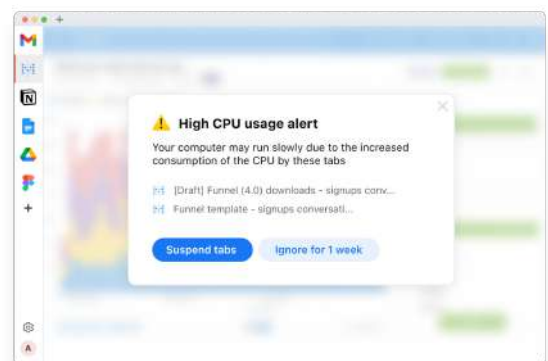 High CPU usage alert
Your computer may run slowly due to the increased
consumption of the CPU by these tabs
[Draft] Funnel (4.0) downloads - signups conv...
Funnel template - signups conversati...
Suspend tabs
Ignore for 1 week
A